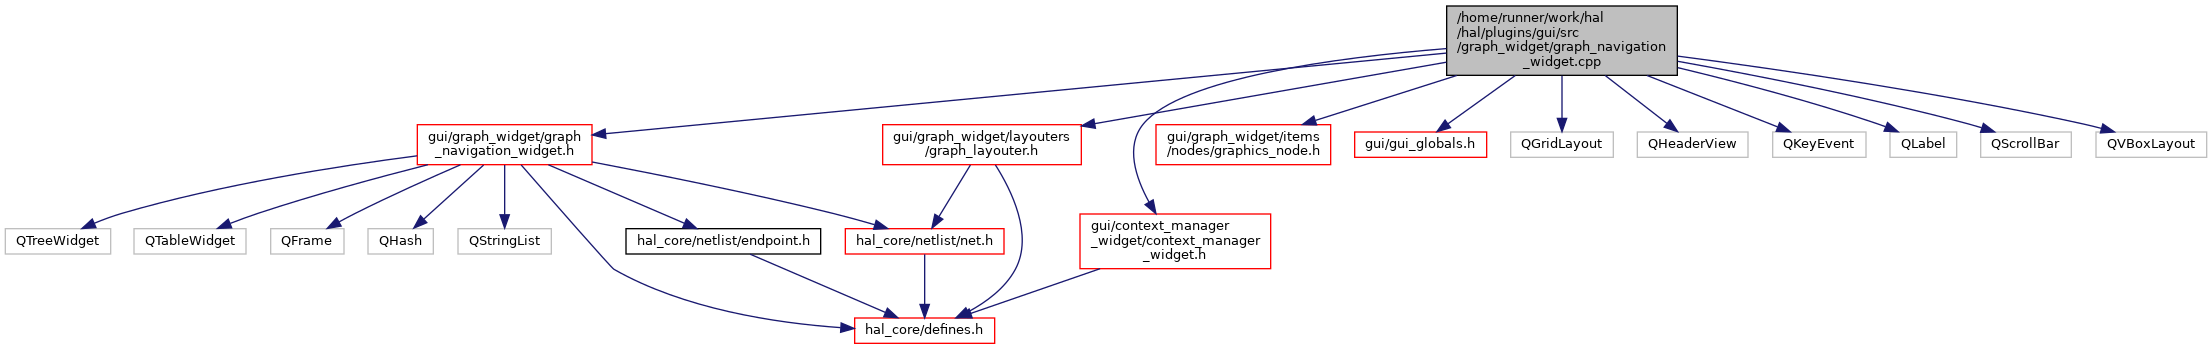 /home/runner/work/hal
/hal/plugins/gui/src
/graph_widget/graph_navigation
_widget.cpp
gui/graph_widget/graph
_navigation_widget.h
gui/graph_widget/layouters
/graph_layouter.h
gui/graph_widget/items
/nodes/graphics_node.h
gui/gui_globals.h
QGridLayout
QHeaderView
QKeyEvent
QLabel
QScrollBar
QVBoxLayout
QTreeWidget
QTableWidget
QFrame
QHash
QStringList
hal_core/netlist/endpoint.h
hal_core/netlist/net.h
gui/context_manager
_widget/context_manager
_widget.h
hal_core/defines.h